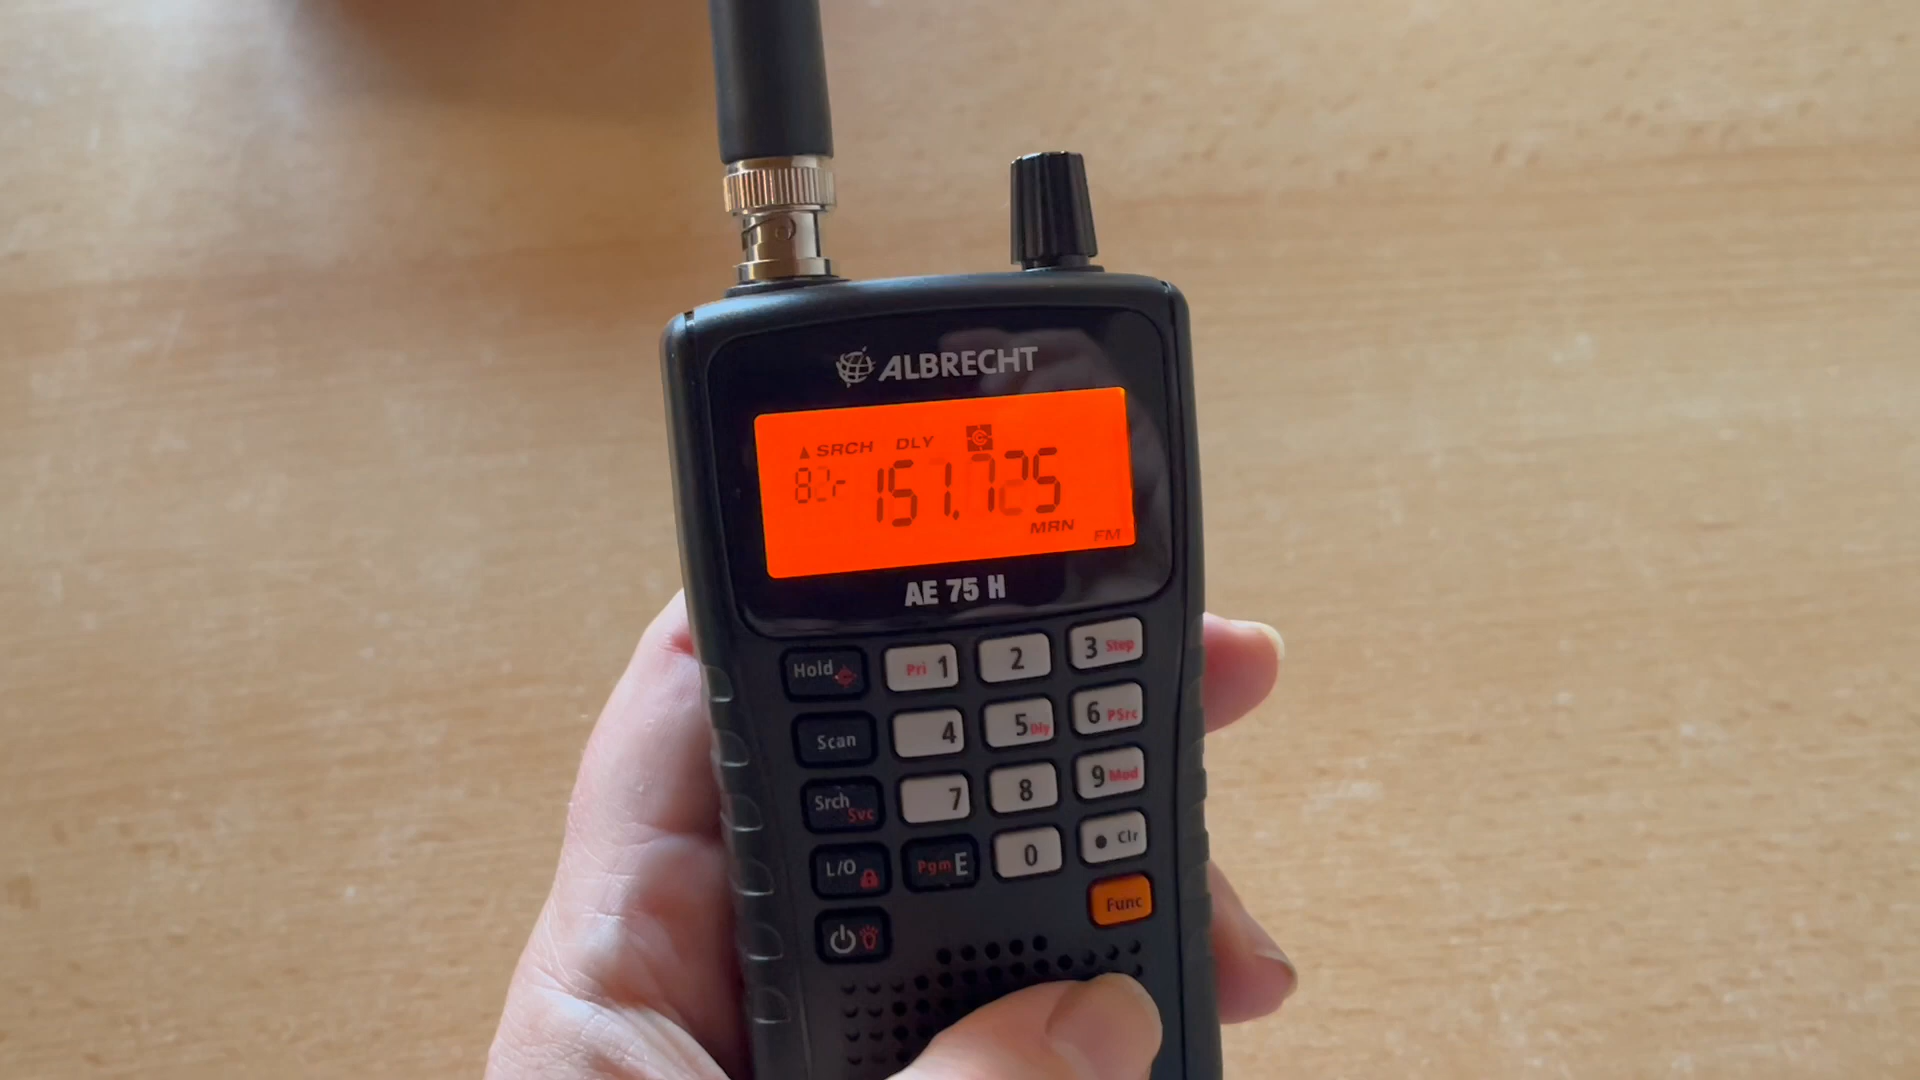 ALBRECHT
▲ SRCH DLY C
151.725
MRN
FM
AE 75 H
Hold Pri 1 2 3 Step
Scan 4 5 Dly 6 PSrc
Srch Svc 7 8 9 Mod
L/O Pgm E 0 • Clr
Func